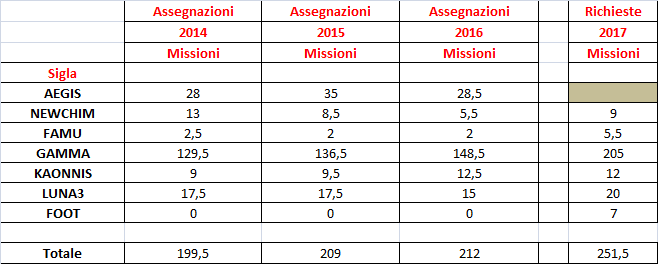 Assegnazioni Assegnazioni Assegnazioni Richieste
2014 2015 2016 2017
Missioni Missioni Missioni Missioni
Sigla
AEGIS 28 35 28,5
NEWCHIM 13 8,5 5,5 9
FAMU 2,5 2 2 5,5
GAMMA 129,5 136,5 148,5 205
KAONNIS 9 9,5 12,5 12
LUNA3 17,5 17,5 15 20
FOOT 0 0 0 7
Totale 199,5 209 212 251,5